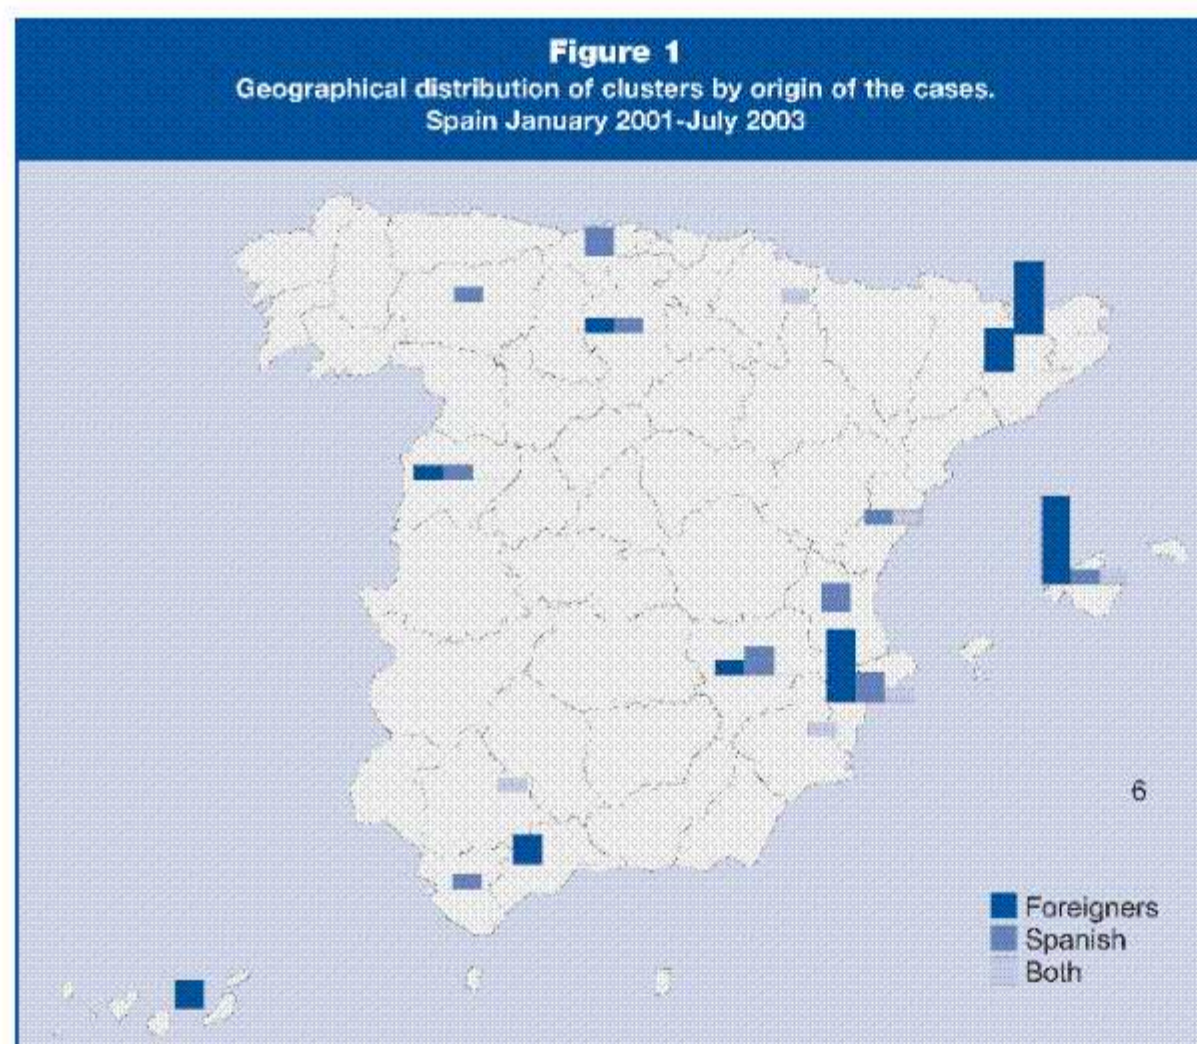 Figure 1
Geographical distribution of clusters by origin of the cases.
Spain January 2001-July 2003
6
Foreigners
Spanish
Both